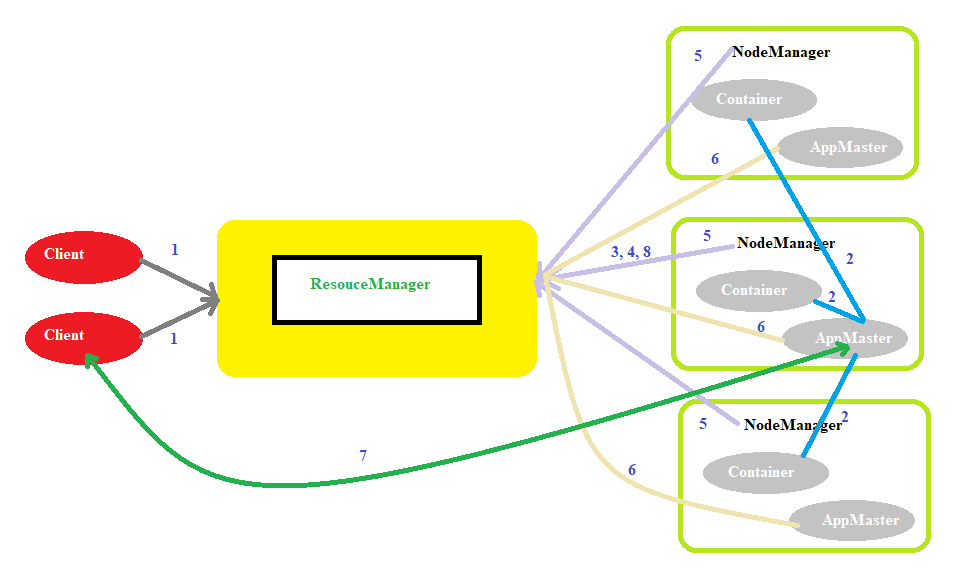 5
NodeManager
Container
AppMaster
6
Client
1
ResouceManager
3, 4, 8
5
NodeManager
2
Container
2
6
AppMaster
Client
1
5
NodeManager
2
7
6
Container
AppMaster